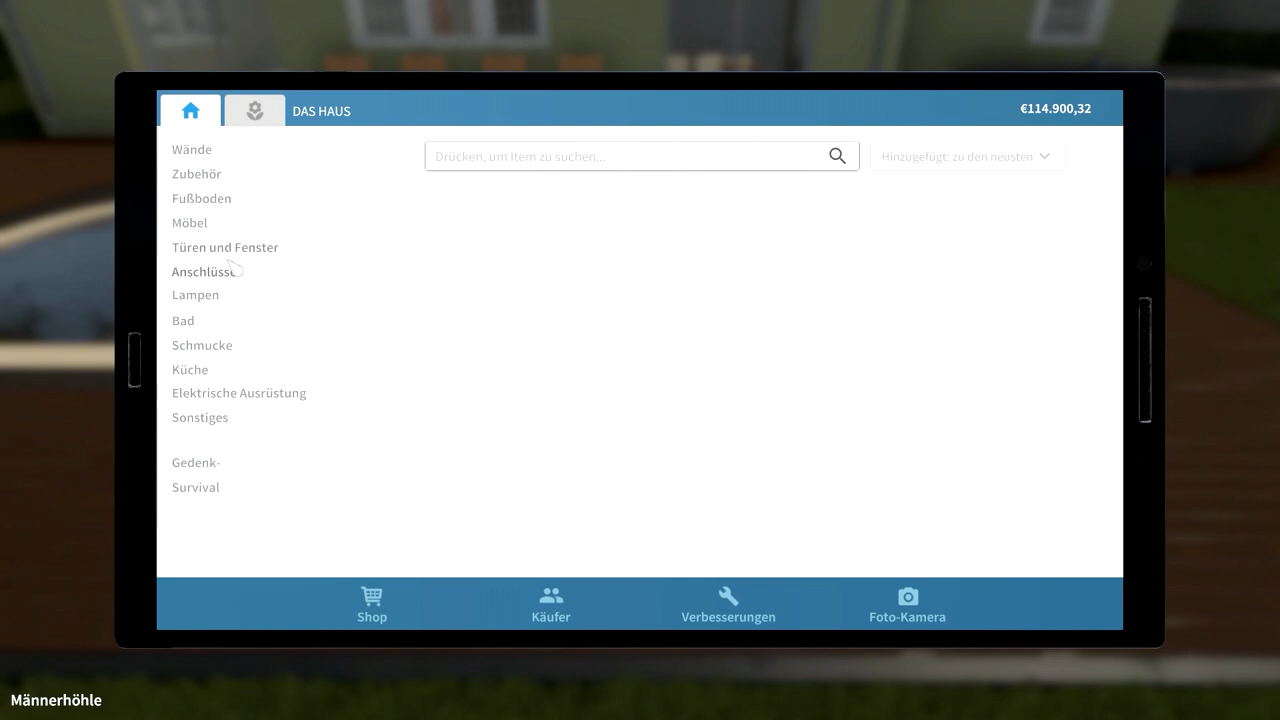 DAS HAUS
€114.900,32
Wände
Zubehör
Fußboden
Möbel
Türen und Fenster
Anschlüsse
Lampen
Bad
Schmucke
Küche
Elektrische Ausrüstung
Sonstiges
Gedenk-
Survival
Drücken, um Item zu suchen...
Hinzugefügt: zu den neusten
Shop
Käufer
Verbesserungen
Foto-Kamera
Männerhöhle